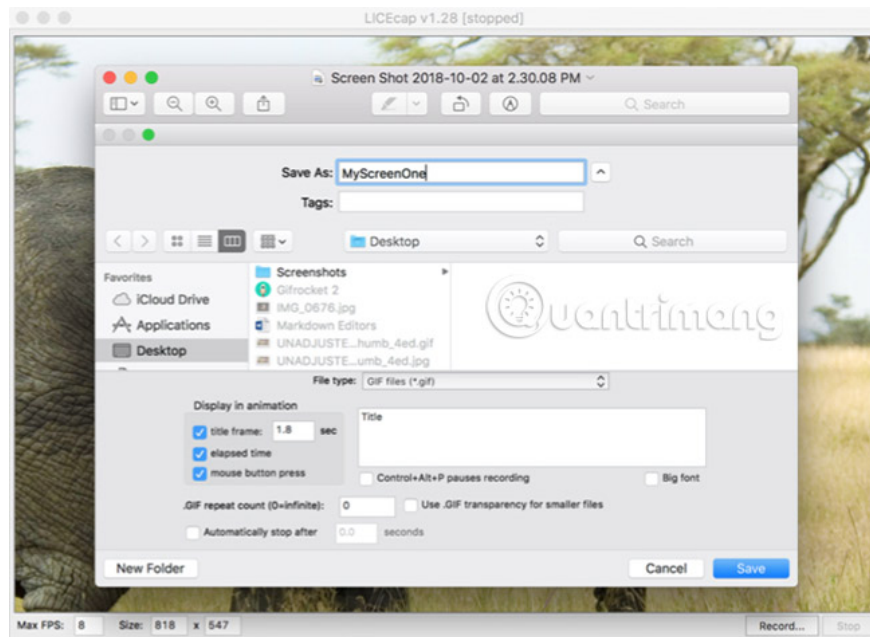 LICEcap v1.28 [stopped]
Screen Shot 2018-10-02 at 2.30.08 PM
Search
Save As: MyScreenOne
Tags:
Desktop
Search
Favorites
iCloud Drive
Applications
Desktop
Screenshots
Gifrocket 2
IMG_0676.jpg
Markdown Editors
UNADJUSTE...humb_4ed.gif
UNADJUSTE...umb_4ed.jpg
Quantrimang
File type: GIF files (*.gif)
Display in animation
title frame: 1.8 sec
elapsed time
mouse button press
Title
Control+Alt+P pauses recording
Big font
.GIF repeat count (0=infinite): 0
Use .GIF transparency for smaller files
Automatically stop after 0.0 seconds
New Folder
Cancel
Save
Max FPS: 8 Size: 818 x 547
Record...
Stop